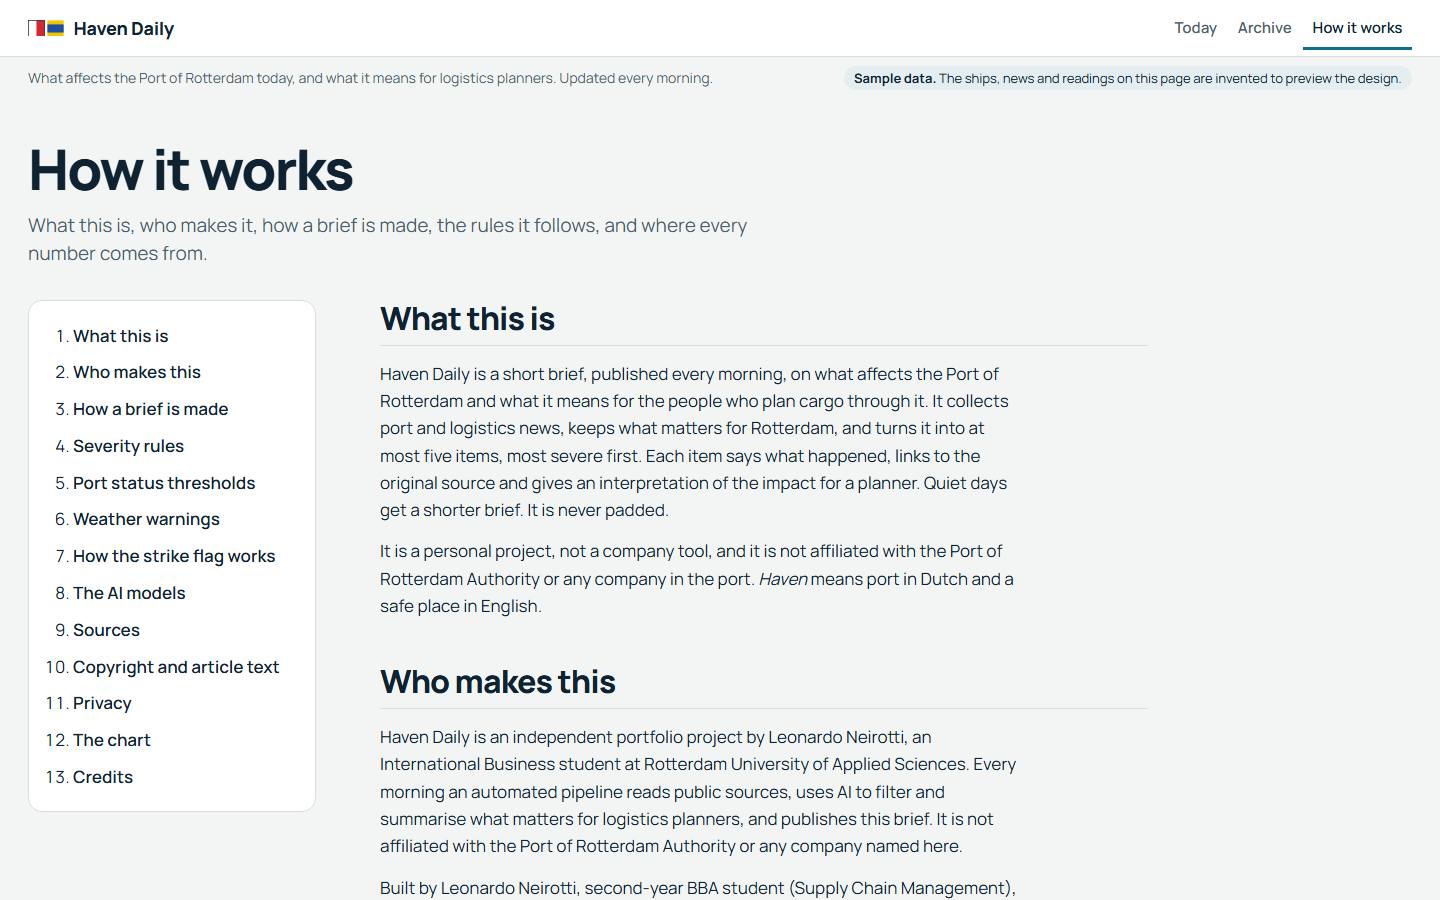 Haven Daily
Today
Archive
How it works
What affects the Port of Rotterdam today, and what it means for logistics planners. Updated every morning.
Sample data. The ships, news and readings on this page are invented to preview the design.
How it works
What this is, who makes it, how a brief is made, the rules it follows, and where every
number comes from.
1. What this is
2. Who makes this
3. How a brief is made
4. Severity rules
5. Port status thresholds
6. Weather warnings
7. How the strike flag works
8. The AI models
9. Sources
10. Copyright and article text
11. Privacy
12. The chart
13. Credits
What this is
Haven Daily is a short brief, published every morning, on what affects the Port of
Rotterdam and what it means for the people who plan cargo through it. It collects
port and logistics news, keeps what matters for Rotterdam, and turns it into at
most five items, most severe first. Each item says what happened, links to the
original source and gives an interpretation of the impact for a planner. Quiet days
get a shorter brief. It is never padded.
It is a personal project, not a company tool, and it is not affiliated with the Port of
Rotterdam Authority or any company in the port. Haven means port in Dutch and a
safe place in English.
Who makes this
Haven Daily is an independent portfolio project by Leonardo Neirotti, an
International Business student at Rotterdam University of Applied Sciences. Every
morning an automated pipeline reads public sources, uses AI to filter and
summarise what matters for logistics planners, and publishes this brief. It is not
affiliated with the Port of Rotterdam Authority or any company named here.
Built by Leonardo Neirotti, second-year BBA student (Supply Chain Management),